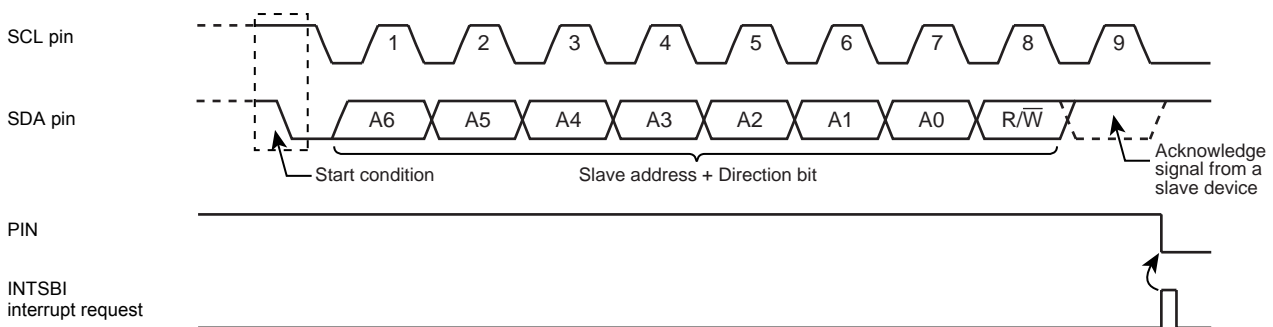 SCL pin
1 2 3 4 5 6 7 8 9
SDA pin
A6 A5 A4 A3 A2 A1 A0 R/W̅
Start condition
Slave address + Direction bit
Acknowledge
signal from a
slave device
PIN
INTSBI
interrupt request